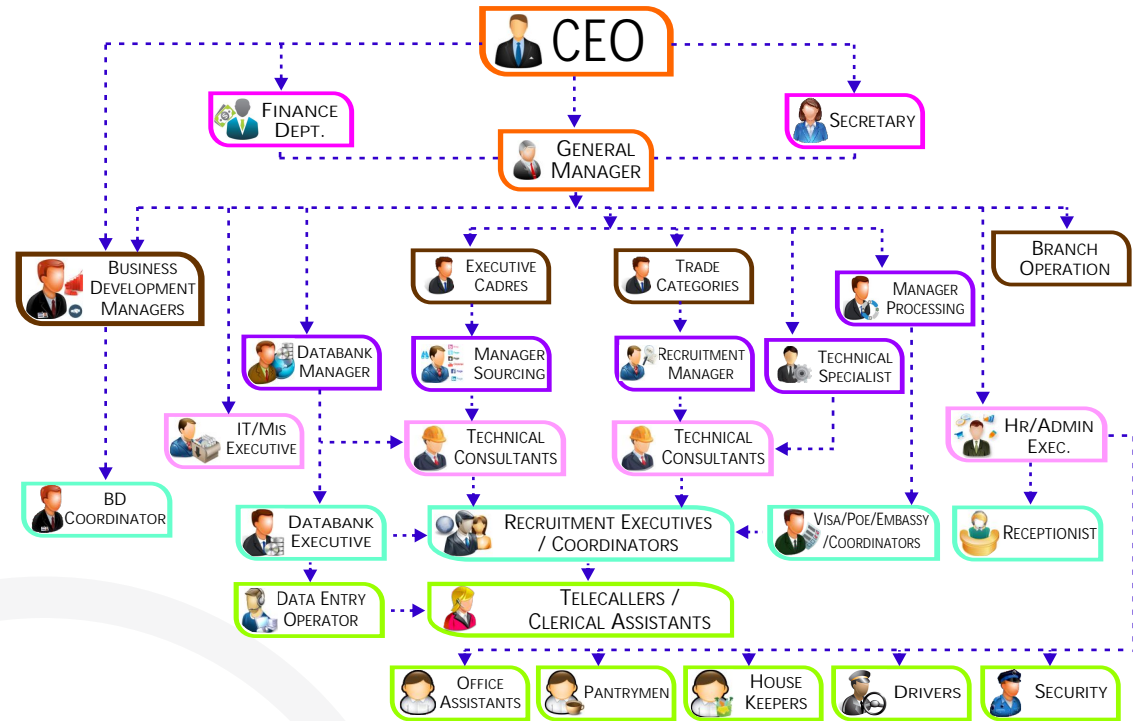 CEO
FINANCE
DEPT.
SECRETARY
GENERAL
MANAGER
BUSINESS
DEVELOPMENT
MANAGERS
EXECUTIVE
CADRES
TRADE
CATEGORIES
MANAGER
PROCESSING
BRANCH
OPERATION
DATABANK
MANAGER
MANAGER
SOURCING
RECRUITMENT
MANAGER
TECHNICAL
SPECIALIST
IT/MIS
EXECUTIVE
TECHNICAL
CONSULTANTS
TECHNICAL
CONSULTANTS
HR/ADMIN
EXEC.
BD
COORDINATOR
DATABANK
EXECUTIVE
RECRUITMENT EXECUTIVES
/ COORDINATORS
VISA/POE/EMBASSY
/COORDINATORS
RECEPTIONIST
DATA ENTRY
OPERATOR
TELECALLERS /
CLERICAL ASSISTANTS
OFFICE
ASSISTANTS
PANTRYMEN
HOUSE
KEEPERS
DRIVERS
SECURITY